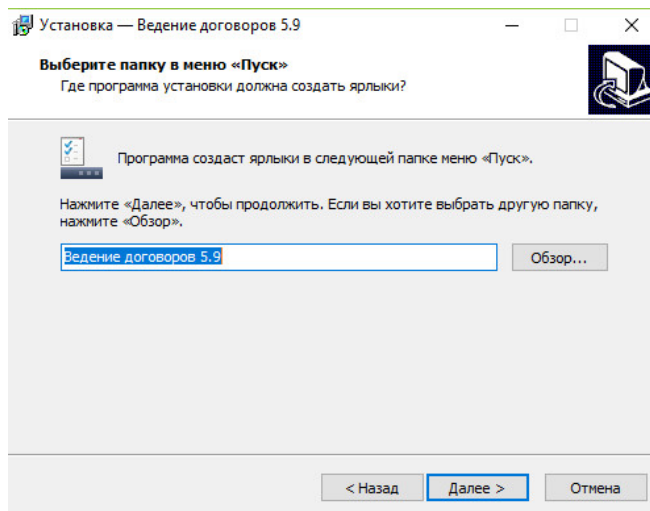 Установка — Ведение договоров 5.9
Выберите папку в меню «Пуск»
Где программа установки должна создать ярлыки?
Программа создаст ярлыки в следующей папке меню «Пуск».
Нажмите «Далее», чтобы продолжить. Если вы хотите выбрать другую папку,
нажмите «Обзор».
Ведение договоров 5.9
Обзор...
< Назад
Далее >
Отмена